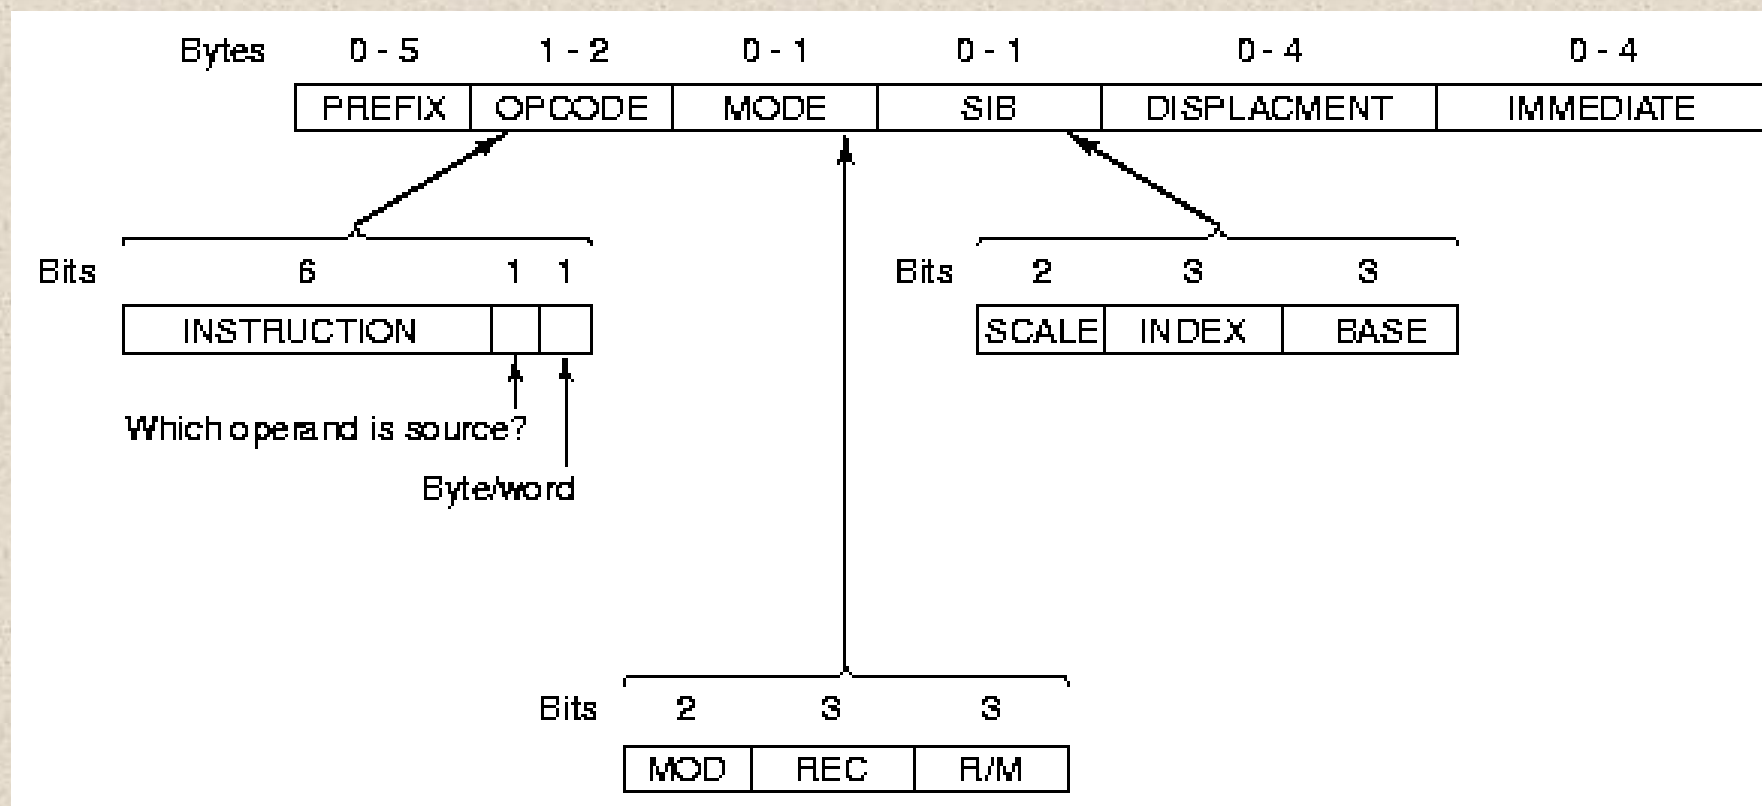 Bytes 0 - 5 1 - 2 0 - 1 0 - 1 0 - 4 0 - 4
PREFIX OPCODE MODE SIB DISPLACMENT IMMEDIATE
Bits 6 1 1 Bits 2 3 3
INSTRUCTION SCALE INDEX BASE
Which operand is source?
Byte/word
Bits 2 3 3
MOD REC R/M